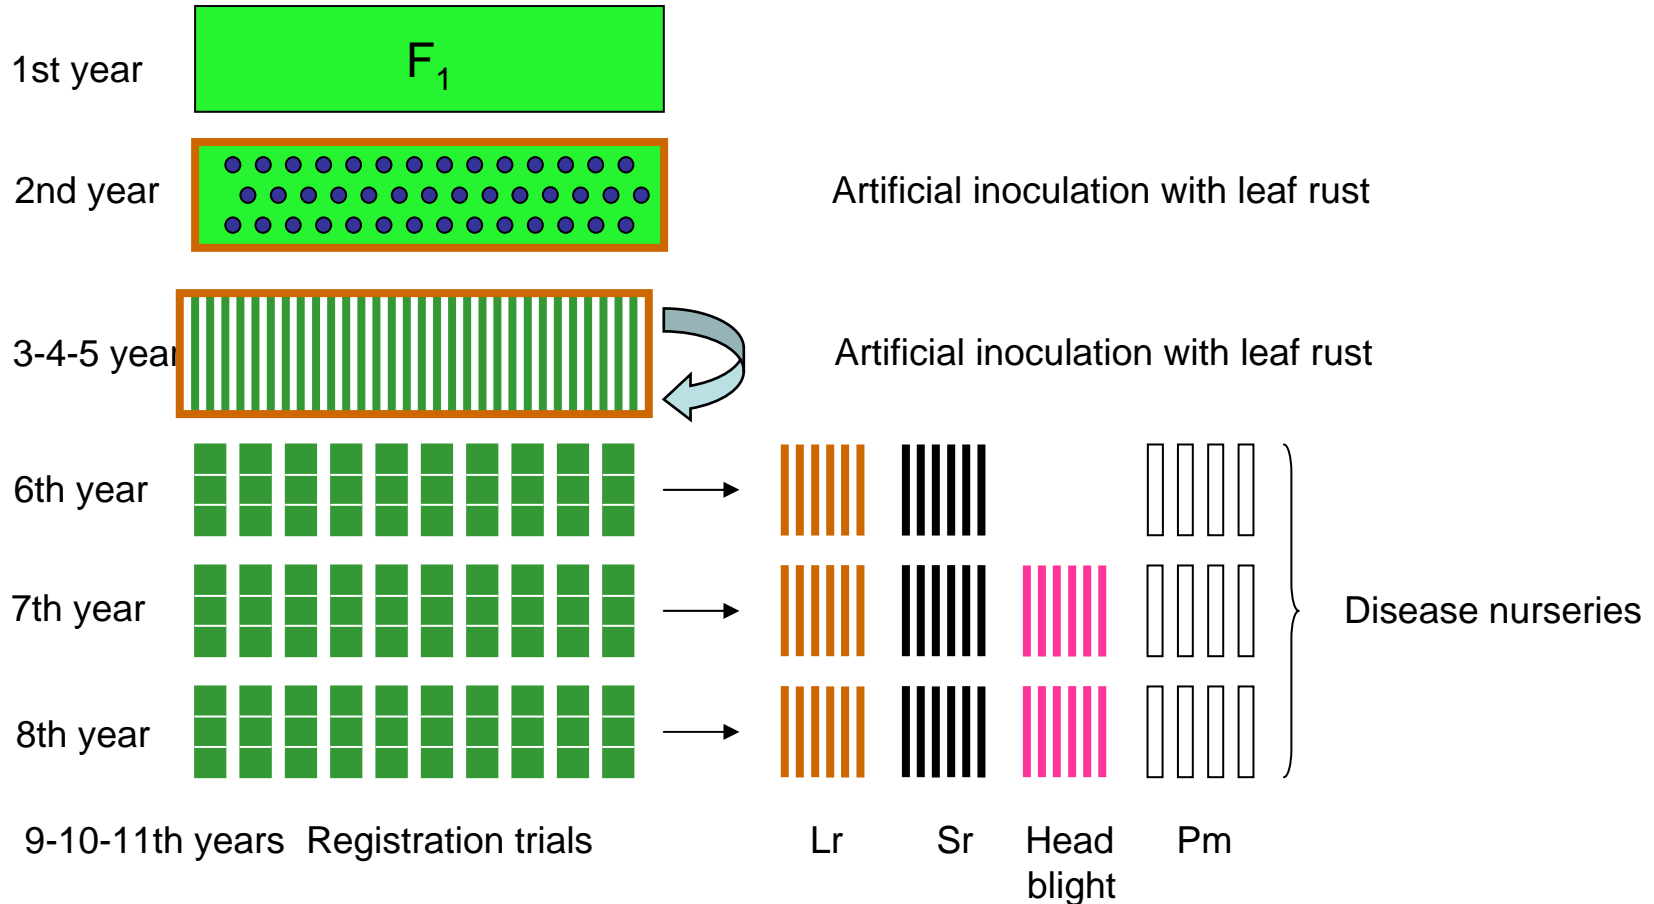 1st year
F₁
2nd year
Artificial inoculation with leaf rust
3-4-5 year
Artificial inoculation with leaf rust
6th year
7th year
Disease nurseries
8th year
9-10-11th years Registration trials
Lr
Sr
Head
blight
Pm